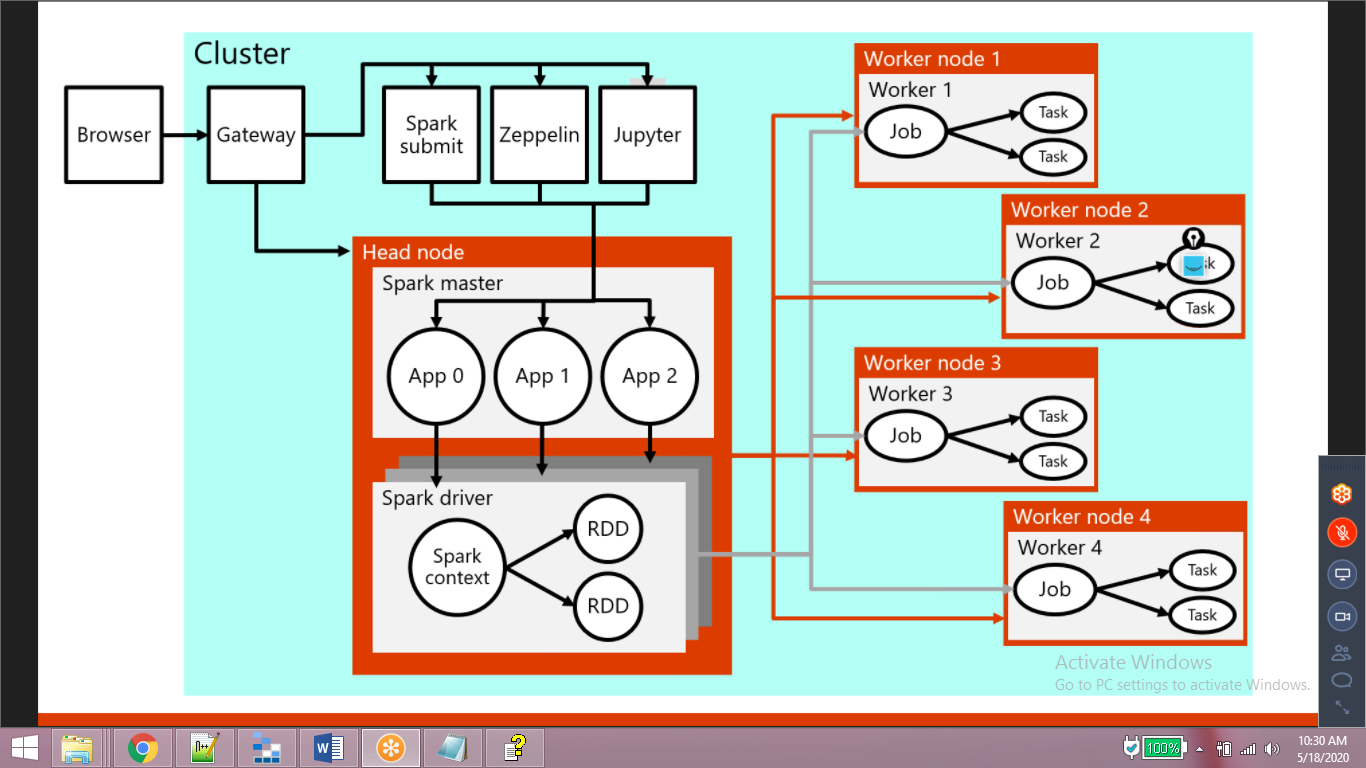 Cluster
Browser
Gateway
Spark
submit
Zeppelin
Jupyter
Head node
Spark master
App 0
App 1
App 2
Spark driver
Spark
context
RDD
RDD
Worker node 1
Worker 1
Job
Task
Task
Worker node 2
Worker 2
Job
Task
Worker node 3
Worker 3
Job
Task
Task
Worker node 4
Worker 4
Job
Task
Task
Activate Windows
Go to PC settings to activate Windows.
100%
10:30 AM
5/18/2020